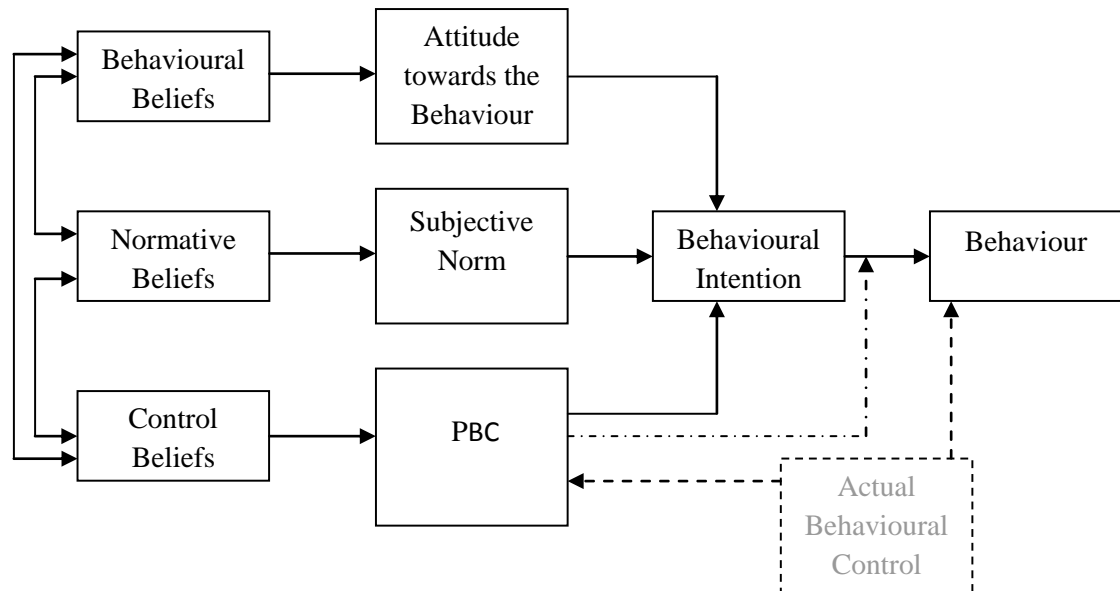 Behavioural
Beliefs
Attitude
towards the
Behaviour
Normative
Beliefs
Subjective
Norm
Behavioural
Intention
Behaviour
Control
Beliefs
PBC
Actual
Behavioural
Control